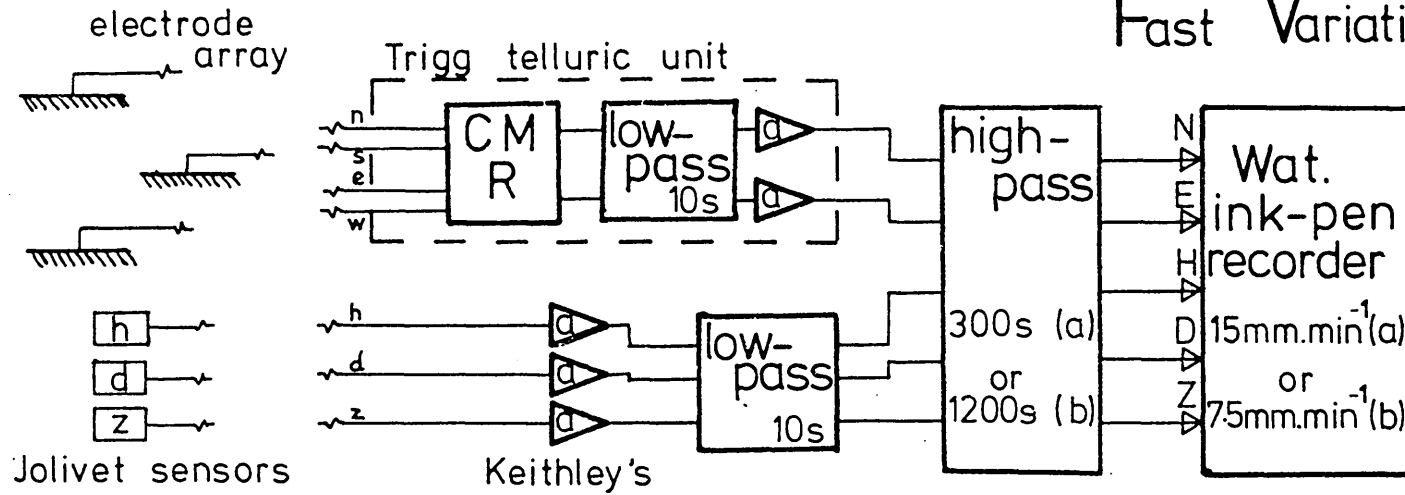 electrode
array
Fast Variati
Trigg telluric unit
n
s
e
w
CM
R
low-
pass
10s
a
a
high-
pass
300s (a)
or
1200s (b)
N
E
H
D
Z
Wat.
ink-pen
recorder
15mm.min⁻¹(a)
or
7.5mm.min⁻¹(b)
h
d
z
Jolivet sensors
h
d
z
a
a
a
Keithley's
low-
pass
10s